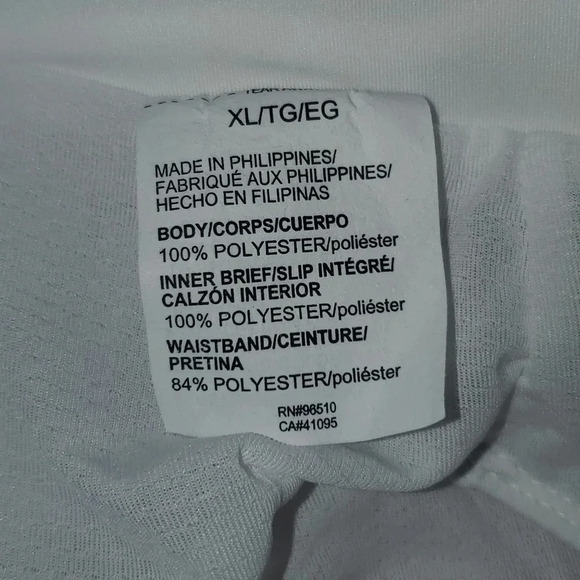 XL/TG/EG
MADE IN PHILIPPINES/
FABRIQUÉ AUX PHILIPPINES/
HECHO EN FILIPINAS
BODY/CORPS/CUERPO
100% POLYESTER/poliéster
INNER BRIEF/SLIP INTÉGRÉ/
CALZÓN INTERIOR
100% POLYESTER/poliéster
WAISTBAND/CEINTURE/
PRETINA
84% POLYESTER/poliéster
RN#96510
CA#41095